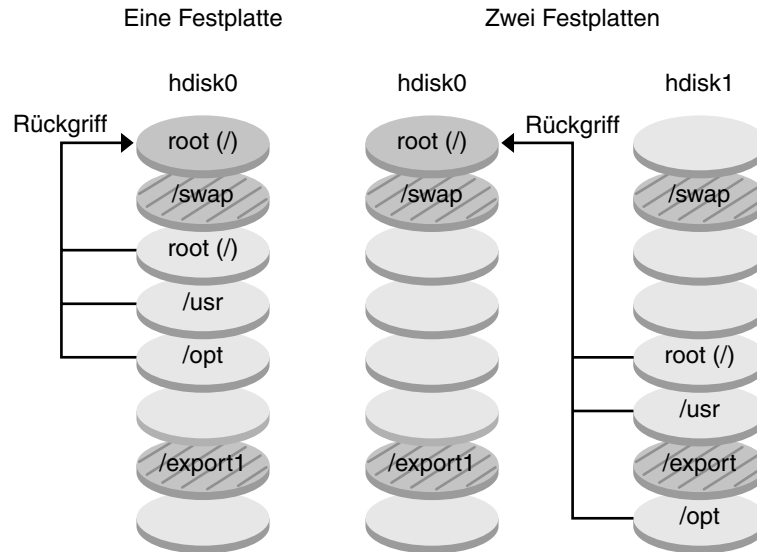 Eine Festplatte
Zwei Festplatten
hdisk0
hdisk0
hdisk1
Rückgriff
root (/)
root (/)
Rückgriff
/swap
/swap
/swap
root (/)
/usr
/opt
root (/)
/usr
/export1
/export1
/export
/opt